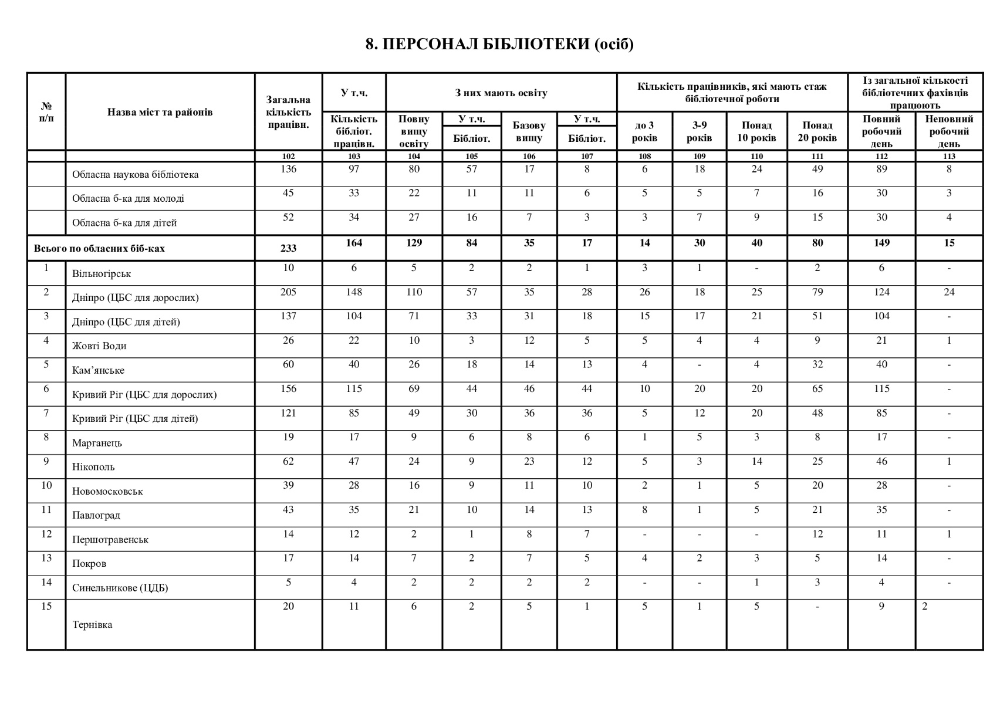 8. ПЕРСОНАЛ БІБЛІОТЕКИ (осіб)
№ п/п | Назва міст та районів | Загальна кількість працівн. | У т.ч. | З них мають освіту | Кількість працівників, які мають стаж бібліотечної роботи | Із загальної кількості бібліотечних фахівців працюють
Кількість бібліот. працівн. | Повну вищу освіту | У т.ч. Бібліот. | Базову вищу | У т.ч. Бібліот. | до 3 років | 3-9 років | Понад 10 років | Понад 20 років | Повний робочий день | Неповний робочий день
102 103 104 105 106 107 108 109 110 111 112 113
Обласна наукова бібліотека 136 97 80 57 17 8 6 18 24 49 89 8
Обласна б-ка для молоді 45 33 22 11 11 6 5 5 7 16 30 3
Обласна б-ка для дітей 52 34 27 16 7 3 3 7 9 15 30 4
Всього по обласних біб-ках 233 164 129 84 35 17 14 30 40 80 149 15
1 Вільногірськ 10 6 5 2 2 1 3 1 - 2 6 -
2 Дніпро (ЦБС для дорослих) 205 148 110 57 35 28 26 18 25 79 124 24
3 Дніпро (ЦБС для дітей) 137 104 71 33 31 18 15 17 21 51 104 -
4 Жовті Води 26 22 10 3 12 5 5 4 4 9 21 1
5 Кам’янське 60 40 26 18 14 13 4 - 4 32 40 -
6 Кривий Ріг (ЦБС для дорослих) 156 115 69 44 46 44 10 20 20 65 115 -
7 Кривий Ріг (ЦБС для дітей) 121 85 49 30 36 36 5 12 20 48 85 -
8 Марганець 19 17 9 6 8 6 1 5 3 8 17 -
9 Нікополь 62 47 24 9 23 12 5 3 14 25 46 1
10 Новомосковськ 39 28 16 9 11 10 2 1 5 20 28 -
11 Павлоград 43 35 21 10 14 13 8 1 5 21 35 -
12 Першотравенськ 14 12 2 1 8 7 - - - 12 11 1
13 Покров 17 14 7 2 7 5 4 2 3 5 14 -
14 Синельникове (ЦДБ) 5 4 2 2 2 2 - - 1 3 4 -
15 Тернівка 20 11 6 2 5 1 5 1 5 - 9 2